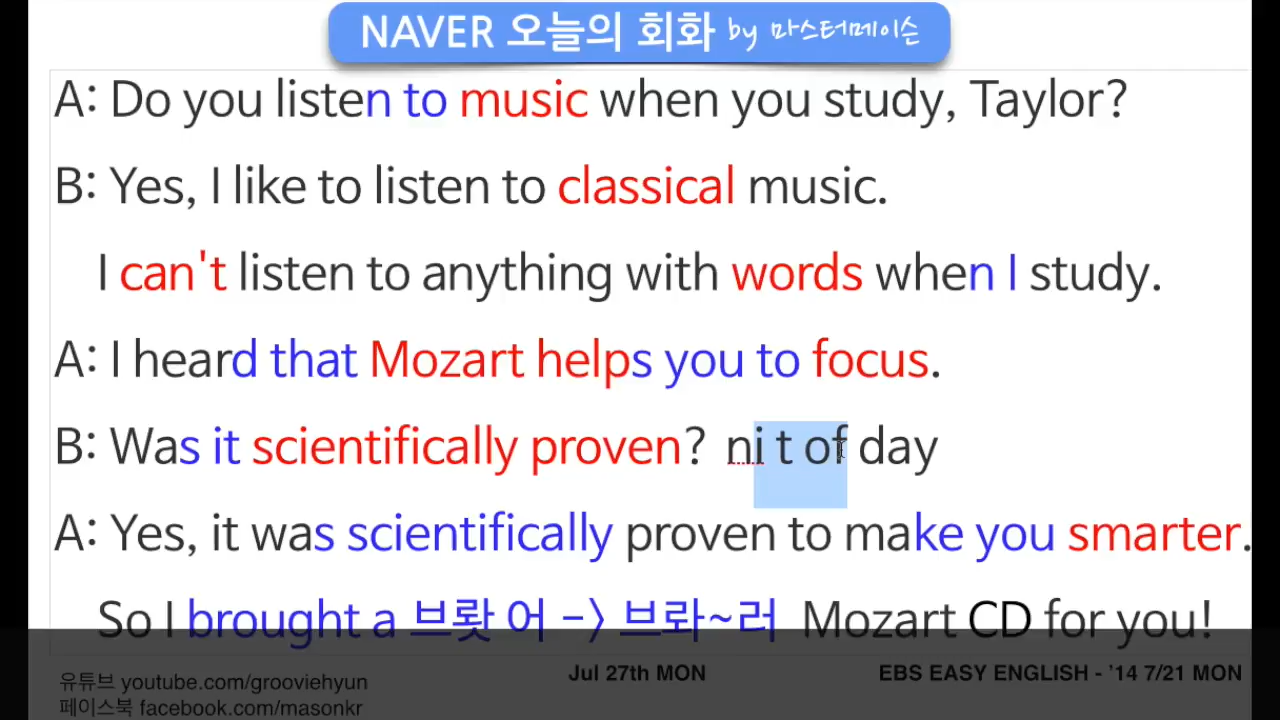 NAVER 오늘의 회화 by 마스터메이슨
A: Do you listen to music when you study, Taylor?
B: Yes, I like to listen to classical music.
I can't listen to anything with words when I study.
A: I heard that Mozart helps you to focus.
B: Was it scientifically proven? ni t of day
A: Yes, it was scientifically proven to make you smarter.
So I brought a 브롸 어 -> 브롸~러 Mozart CD for you!
Jul 27th MON
EBS EASY ENGLISH - '14 7/21 MON
유튜브 youtube.com/grooviehyun
페이스북 facebook.com/masonkr